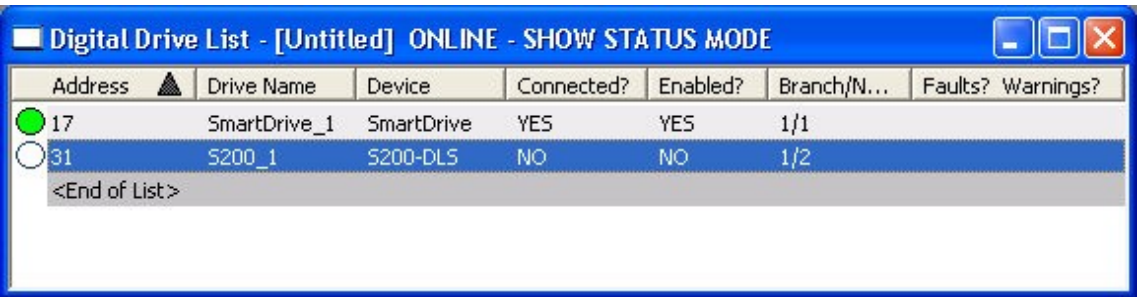 Digital Drive List - [Untitled] ONLINE - SHOW STATUS MODE
Address Drive Name Device Connected? Enabled? Branch/N... Faults? Warnings?
17 SmartDrive_1 SmartDrive YES YES 1/1
31 S200_1 S200-DLS NO NO 1/2
<End of List>